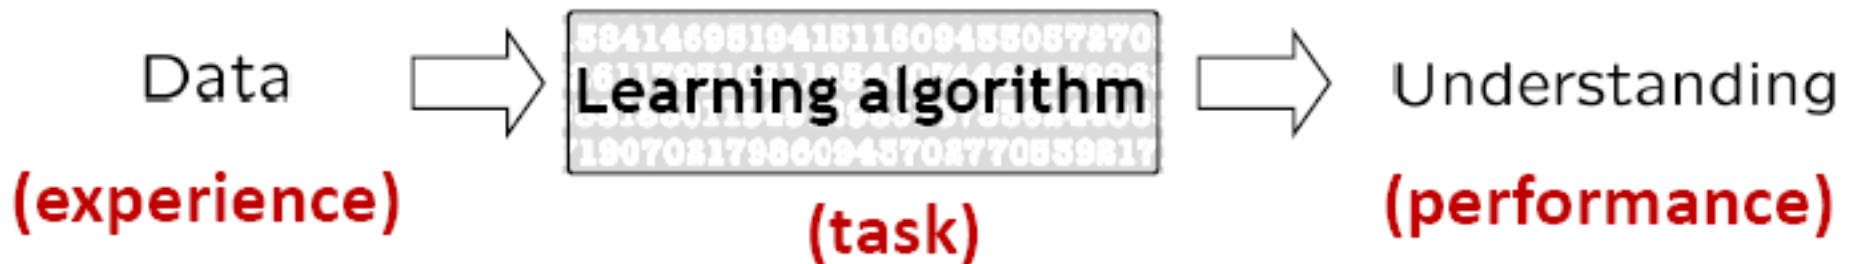 Data
Learning algorithm
Understanding
(experience)
(task)
(performance)